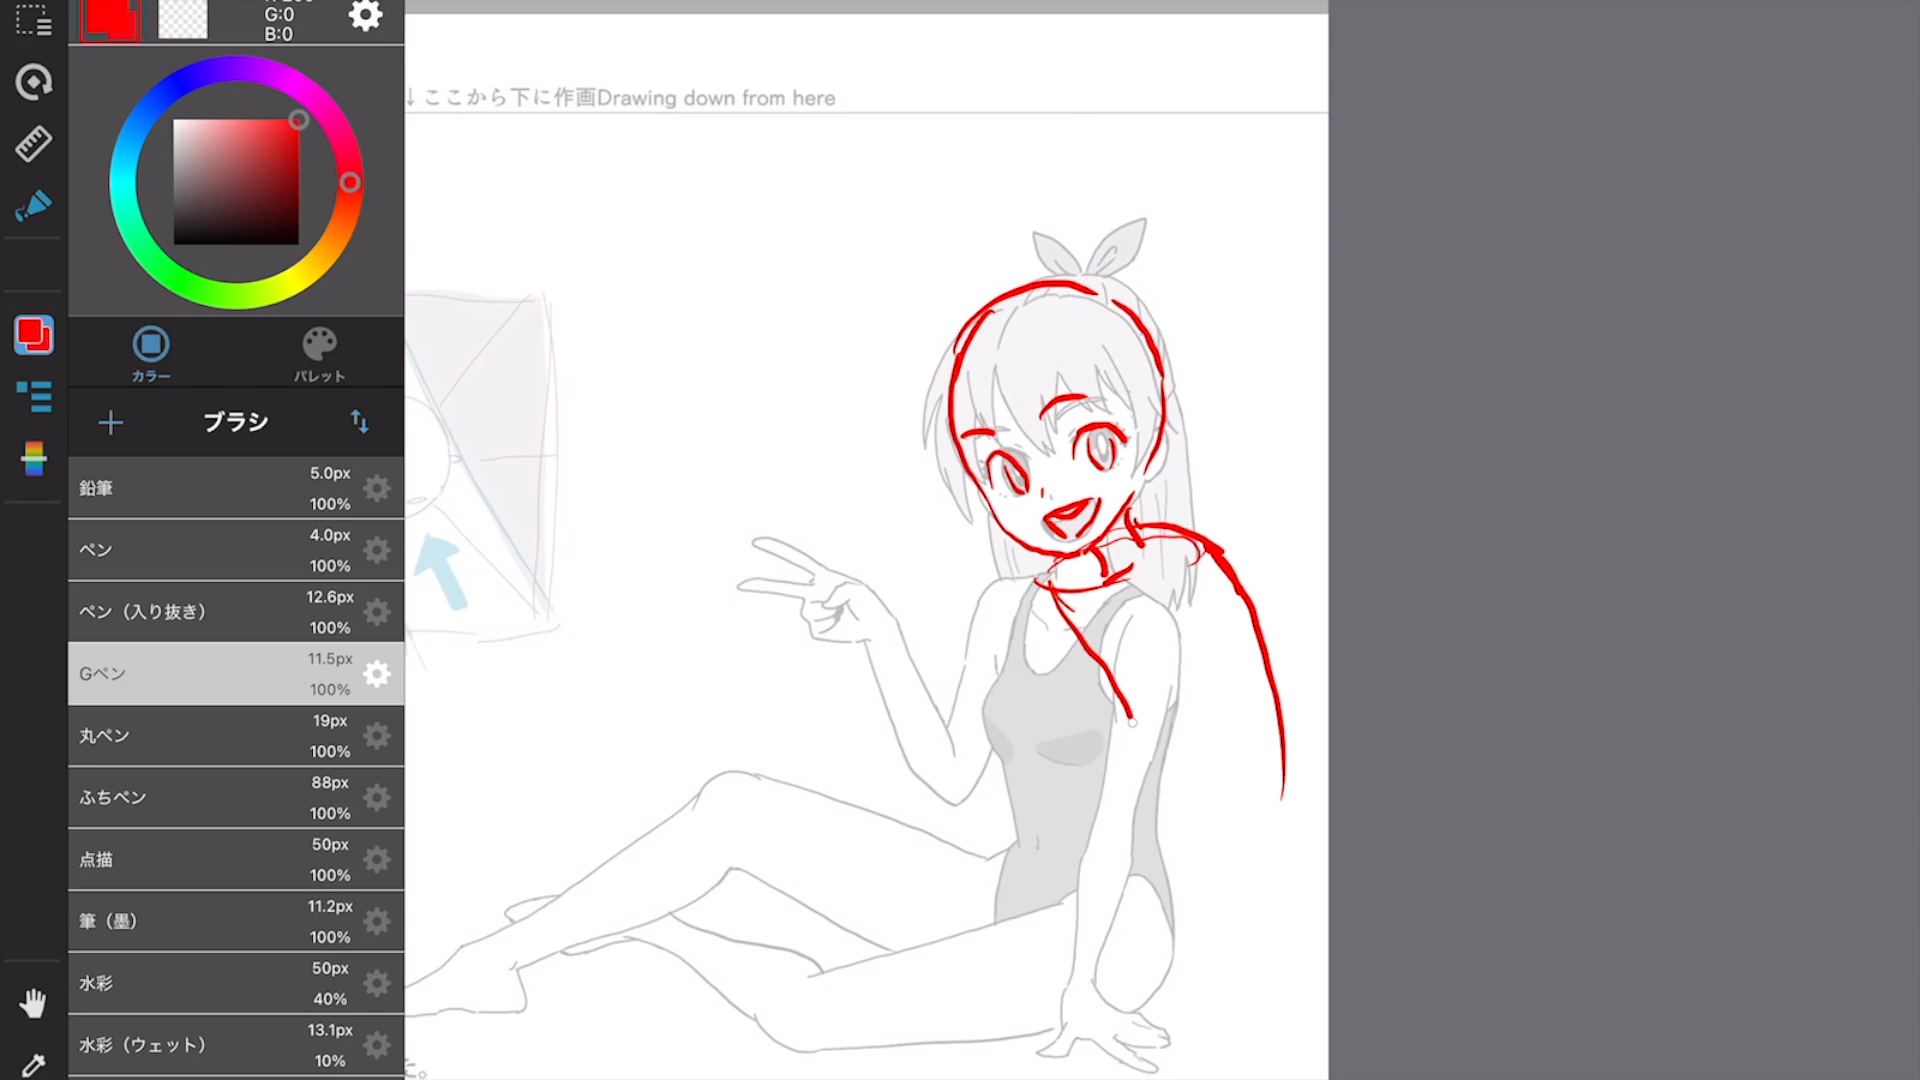 G:0
B:0
↓ここから下に作画Drawing down from here
カラー
パレット
ブラシ
鉛筆
5.0px
100%
ペン
4.0px
100%
ペン（入り抜き）
12.6px
100%
Gペン
11.5px
100%
丸ペン
19px
100%
ふちペン
88px
100%
点描
50px
100%
筆（墨）
11.2px
100%
水彩
50px
40%
水彩（ウェット）
13.1px
10%